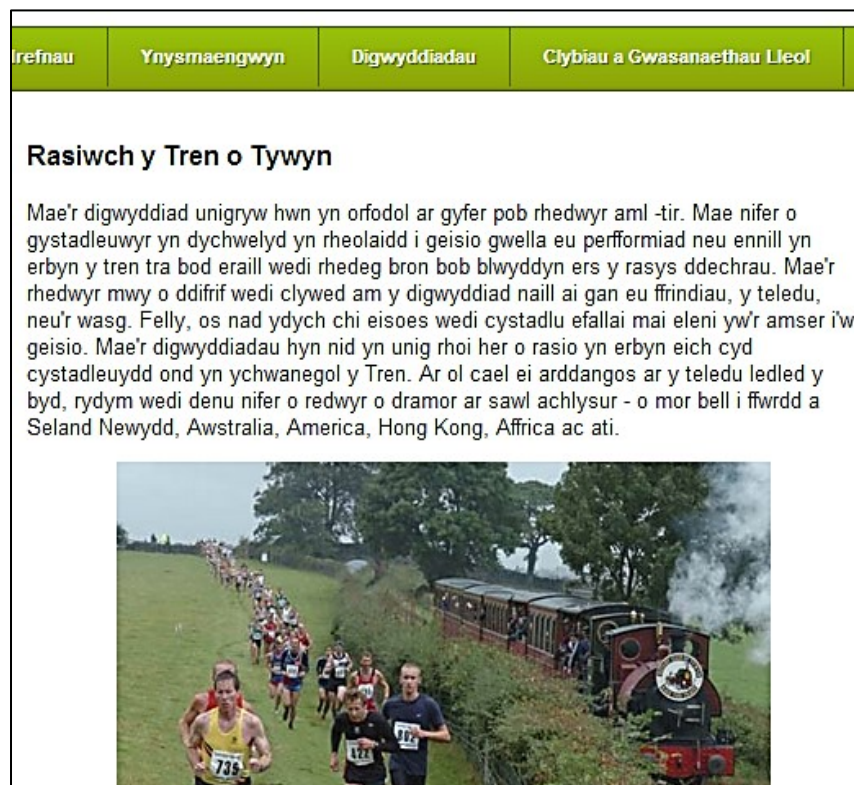 Ynysmaengwyn
Digwyddiadau
Clybiau a Gwasanaethau Lleol
Rasiwch y Tren o Tywyn
Mae'r digwyddiad unigryw hwn yn orfodol ar gyfer pob rhedwyr aml -tir. Mae nifer o
gystadleuwyr yn dychwelyd yn rheolaidd i geisio gwella eu perfformiad neu ennill yn
erbyn y tren tra bod eraill wedi rhedeg bron bob blwyddyn ers y rasys ddechrau. Mae'r
rhedwyr mwy o ddifrif wedi clywed am y digwyddiad naill ai gan eu ffrindiau, y teledu,
neu'r wasg. Felly, os nad ydych chi eisoes wedi cystadlu efallai mai eleni yw'r amser i'w
geisio. Mae'r digwyddiadau hyn nid yn unig rhoi her o rasio yn erbyn eich cyd
cystadleuydd ond yn ychwanegol y Tren. Ar ol cael ei arddangos ar y teledu ledled y
byd, rydym wedi denu nifer o redwyr o dramor ar sawl achlysur - o mor bell i ffwrdd a
Seland Newydd, Awstralia, America, Hong Kong, Affrica ac ati.
735
422
802